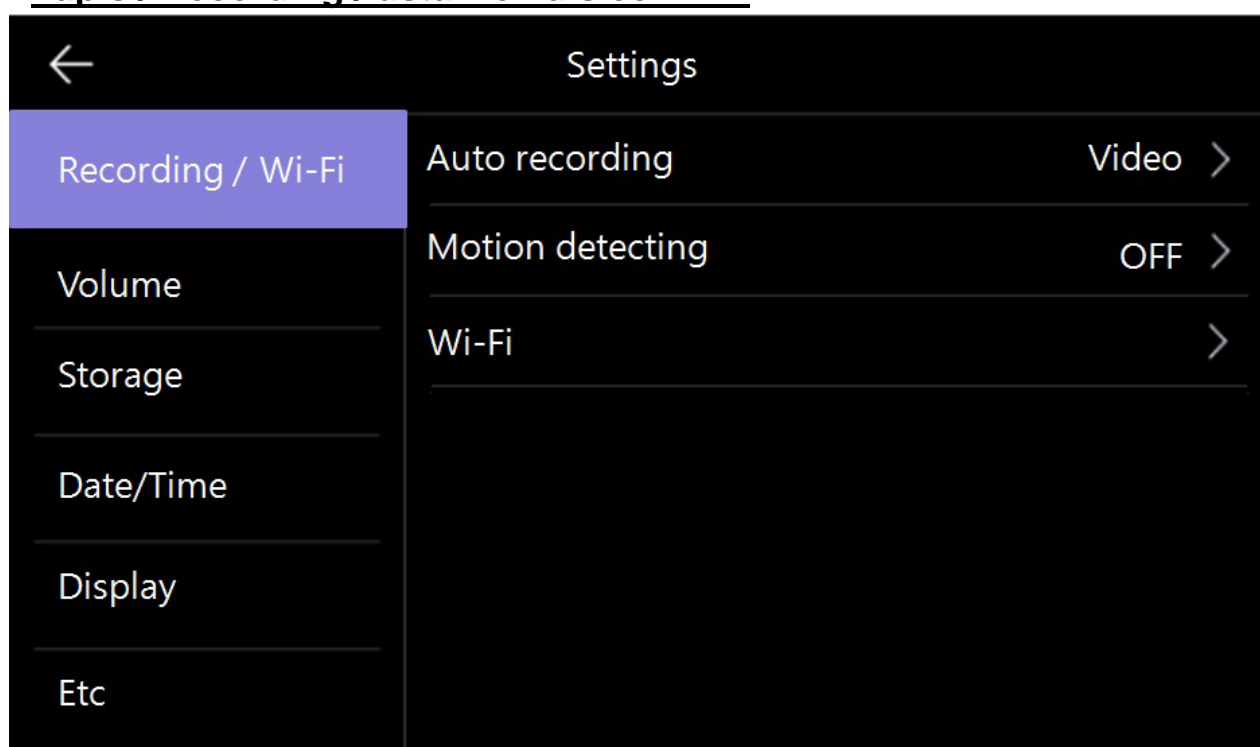 Settings
Recording / Wi-Fi
Volume
Storage
Date/Time
Display
Etc
Auto recording Video
Motion detecting OFF
Wi-Fi